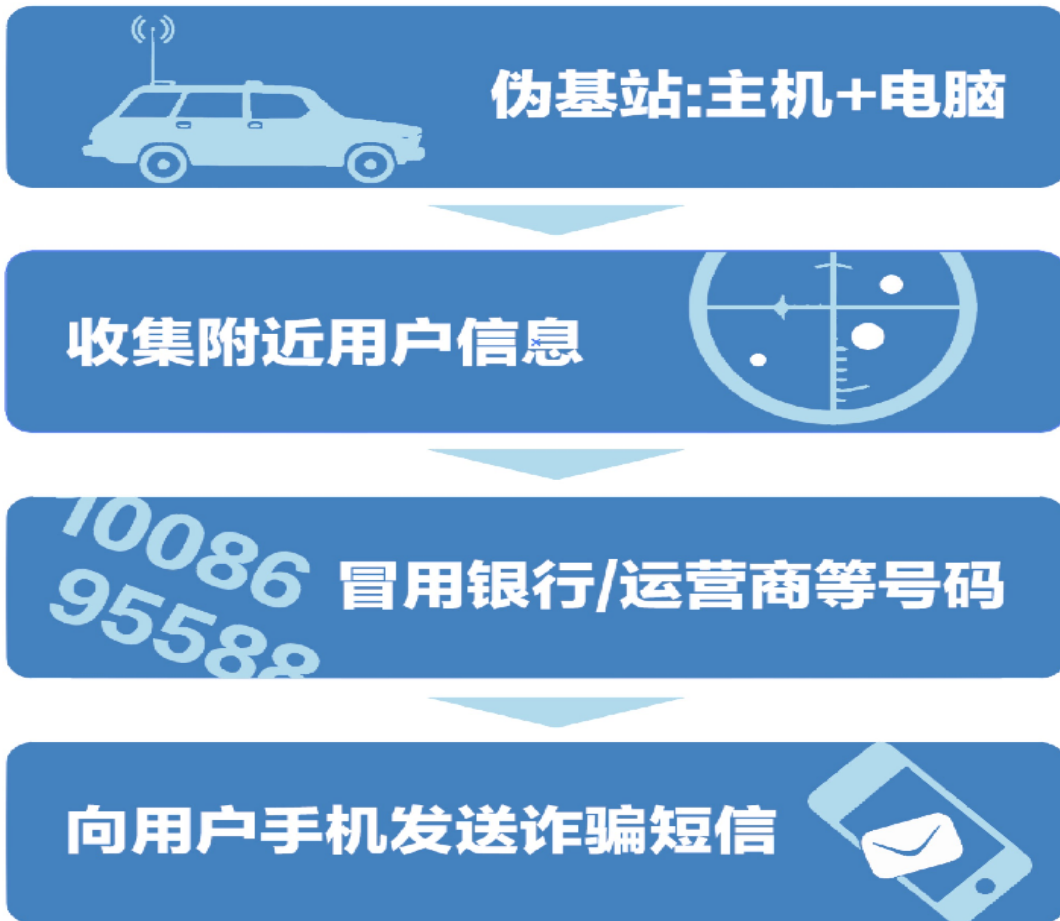 伪基站:主机+电脑
收集附近用户信息
10086
95588
冒用银行/运营商等号码
向用户手机发送诈骗短信